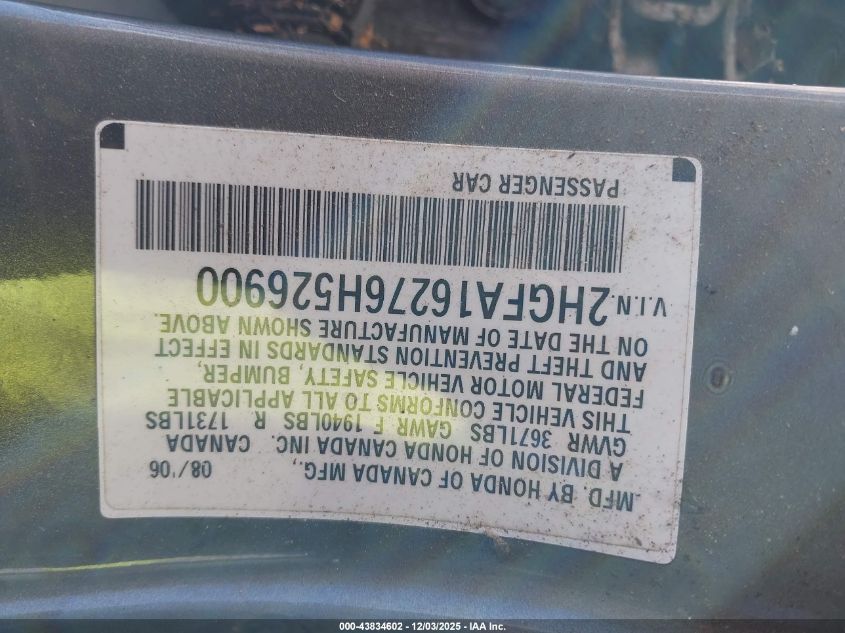 MFD. BY HONDA OF CANADA MFG., 08/'06
A DIVISION OF HONDA CANADA INC. CANADA
GVWR 3671LBS GAWR F 1940LBS R 1731LBS
THIS VEHICLE CONFORMS TO ALL APPLICABLE
FEDERAL MOTOR VEHICLE SAFETY, BUMPER,
AND THEFT PREVENTION STANDARDS IN EFFECT
ON THE DATE OF MANUFACTURE SHOWN ABOVE.
V.I.N. 2HGFA16276H526900
PASSENGER CAR
000-43834602 - 12/03/2025 - IAA Inc.